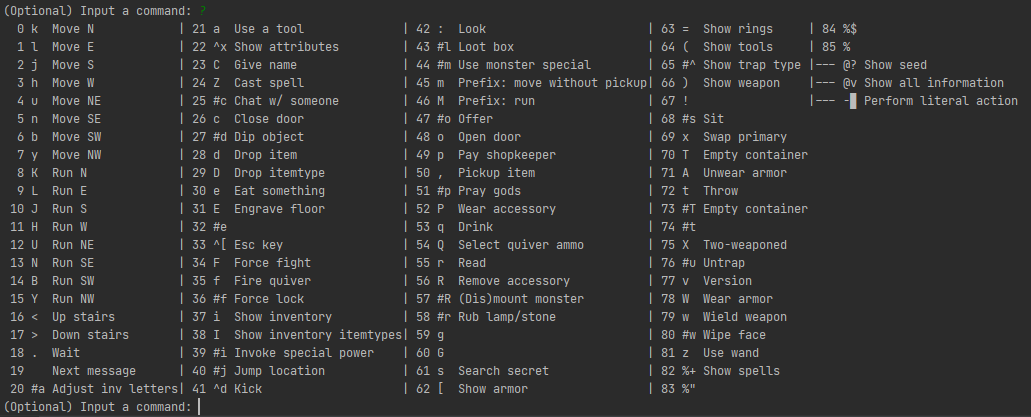 (Optional) Input a command: ?
0 k  Move N | 21 a  Use a tool | 42 :  Look | 63 =  Show rings | 84 %$
1 l  Move E | 22 ^x Show attributes | 43 #l Loot box | 64 (  Show tools | 85 %
2 j  Move S | 23 C  Give name | 44 #m Use monster special | 65 #^ Show trap type |--- @? Show seed
3 h  Move W | 24 Z  Cast spell | 45 m  Prefix: move without pickup| 66 )  Show weapon |--- @v Show all information
4 u  Move NE | 25 #c Chat w/ someone | 46 M  Prefix: run | 67 ! |--- - Perform literal action
5 n  Move SE | 26 c  Close door | 47 #o Offer | 68 #s Sit
6 b  Move SW | 27 #d Dip object | 48 o  Open door | 69 x  Swap primary
7 y  Move NW | 28 d  Drop item | 49 p  Pay shopkeeper | 70 T  Empty container
8 K  Run N | 29 D  Drop itemtype | 50 ,  Pickup item | 71 A  Unwear armor
9 L  Run E | 30 e  Eat something | 51 #p Pray gods | 72 t  Throw
10 J  Run S | 31 E  Engrave floor | 52 P  Wear accessory | 73 #T Empty container
11 H  Run W | 32 #e | 53 q  Drink | 74 #t
12 U  Run NE | 33 ^[ Esc key | 54 Q  Select quiver ammo | 75 X  Two-weaponed
13 N  Run SE | 34 F  Force fight | 55 r  Read | 76 #u Untrap
14 B  Run SW | 35 f  Fire quiver | 56 R  Remove accessory | 77 v  Version
15 Y  Run NW | 36 #f Force lock | 57 #R (Dis)mount monster | 78 W  Wear armor
16 <  Up stairs | 37 i  Show inventory | 58 #r Rub lamp/stone | 79 w  Wield weapon
17 >  Down stairs | 38 I  Show inventory itemtypes| 59 g | 80 #w Wipe face
18 .  Wait | 39 #i Invoke special power | 60 G | 81 z  Use wand
19    Next message | 40 #j Jump location | 61 s  Search secret | 82 %+ Show spells
20 #a Adjust inv letters| 41 ^d Kick | 62 [  Show armor | 83 %"
(Optional) Input a command: